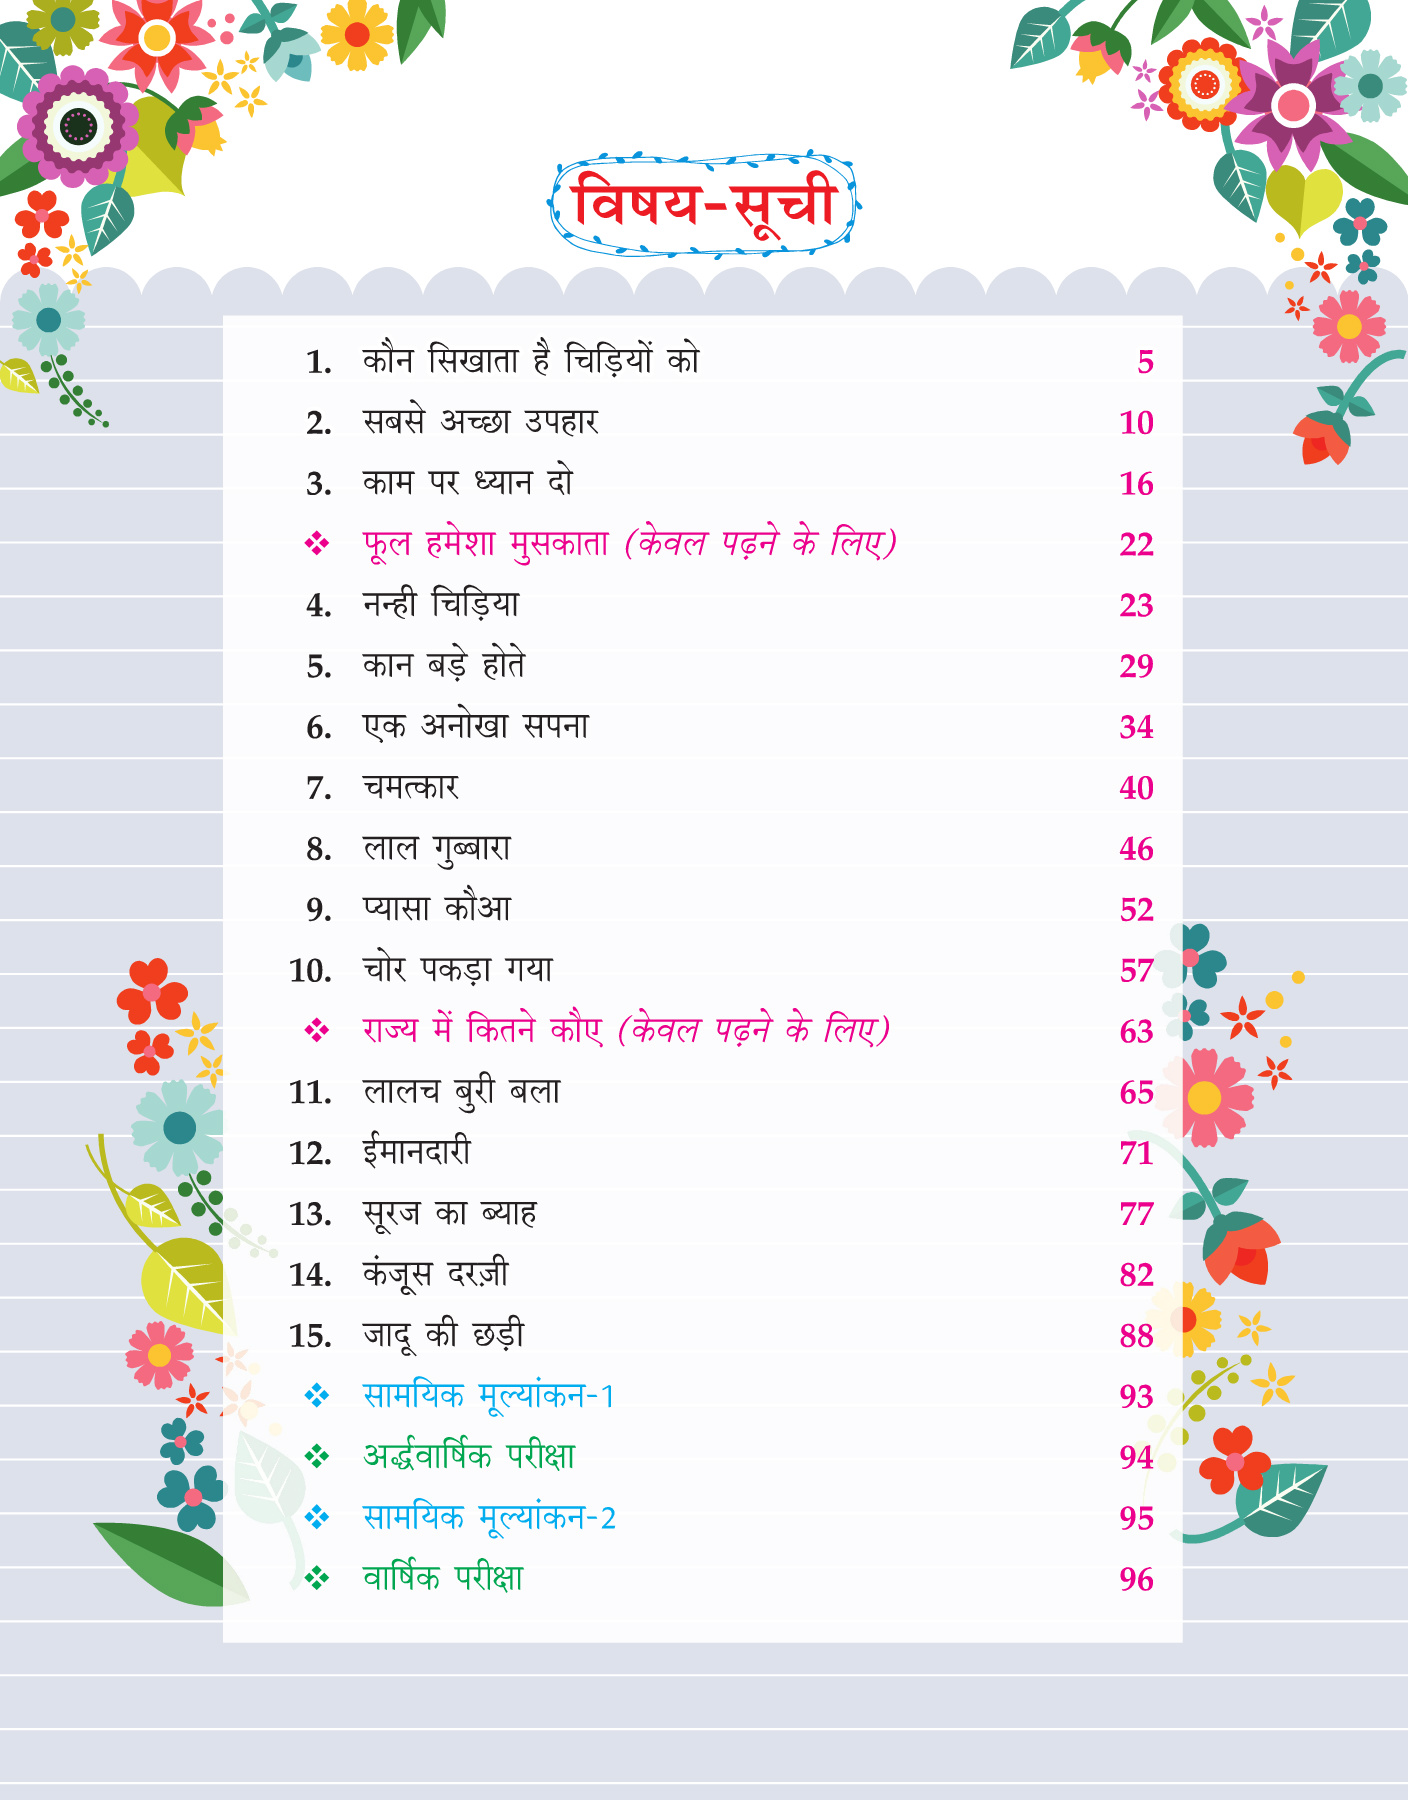 विषय-सूची
1. कौन सिखाता है चिड़ियों को 5
2. सबसे अच्छा उपहार 10
3. काम पर ध्यान दो 16
❖ फूल हमेशा मुसकाता (केवल पढ़ने के लिए) 22
4. नन्ही चिड़िया 23
5. कान बड़े होते 29
6. एक अनोखा सपना 34
7. चमत्कार 40
8. लाल गुब्बारा 46
9. प्यासा कौआ 52
10. चोर पकड़ा गया 57
❖ राज्य में कितने कौए (केवल पढ़ने के लिए) 63
11. लालच बुरी बला 65
12. ईमानदारी 71
13. सूरज का ब्याह 77
14. कंजूस दरज़ी 82
15. जादू की छड़ी 88
❖ सामयिक मूल्यांकन-1 93
❖ अर्द्धवार्षिक परीक्षा 94
❖ सामयिक मूल्यांकन-2 95
❖ वार्षिक परीक्षा 96